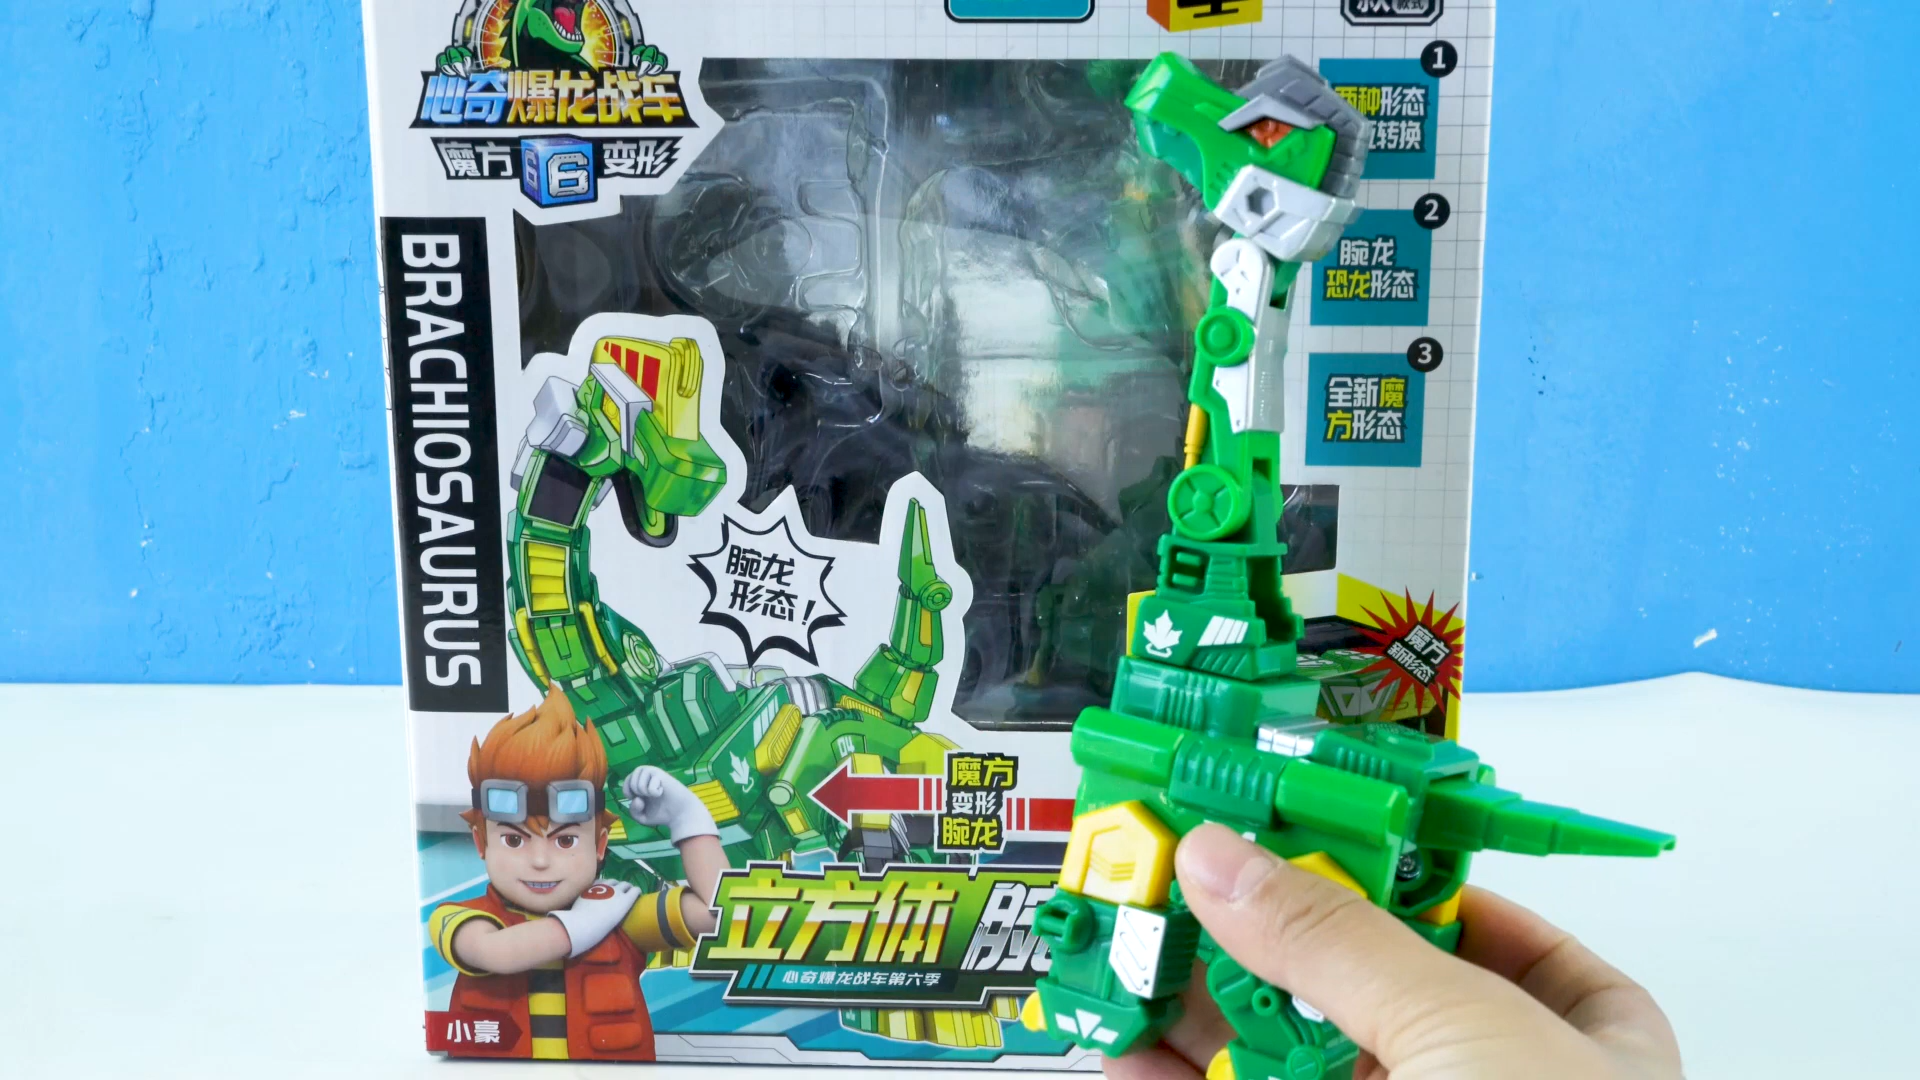 心奇爆龙战车
魔方 6 变形
BRACHIOSAURUS
款式
1
两种形态
互转换
2
腕龙
恐龙形态
3
全新魔
方形态
腕龙
形态!
魔方
新形态
魔方
变形
腕龙
立方体
心奇爆龙战车第六季
小豪